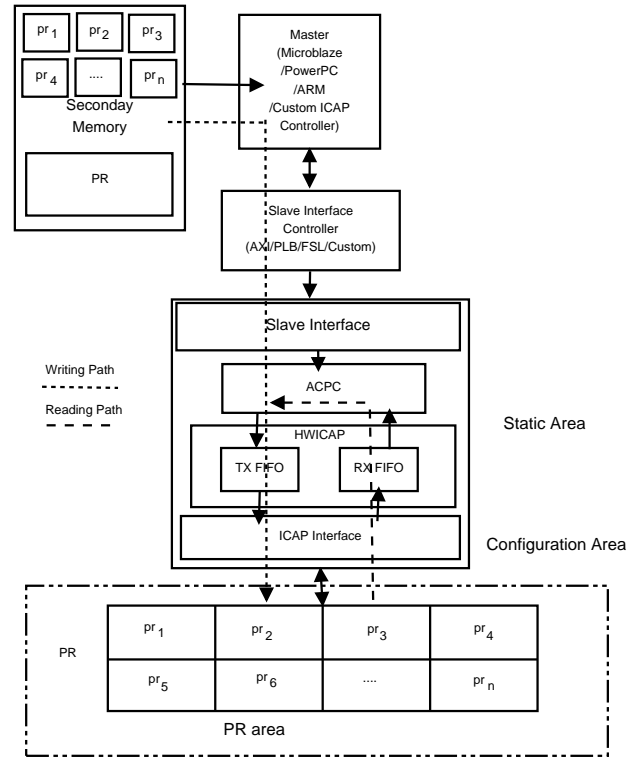 pr1 pr2 pr3
pr4 .... prn
Seconday
Memory
PR
Master
(Microblaze
/PowerPC
/ARM
/Custom ICAP
Controller)
Slave Interface
Controller
(AXI/PLB/FSL/Custom)
Slave Interface
ACPC
HWICAP
TX FIFO
RX FIFO
ICAP Interface
Writing Path
Reading Path
Static Area
Configuration Area
PR
pr1 pr2 pr3 pr4
pr5 pr6 .... prn
PR area